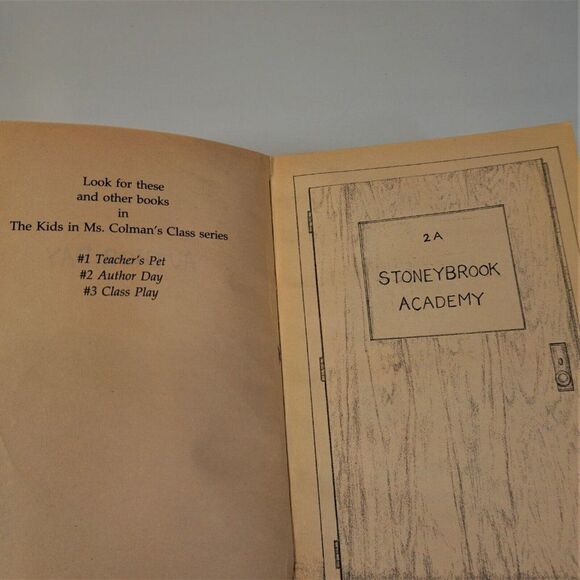 Look for these
and other books
in
The Kids in Ms. Colman's Class series
#1 Teacher's Pet
#2 Author Day
#3 Class Play
2A
STONEYBROOK
ACADEMY